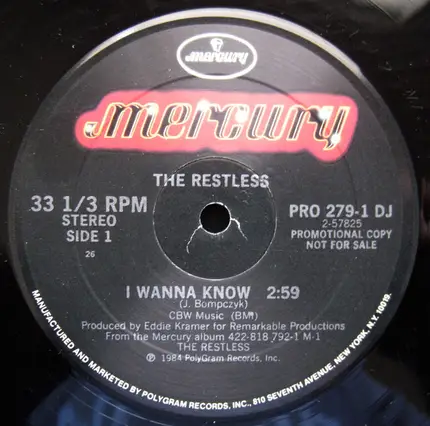 mercury
mercury
THE RESTLESS
33 1/3 RPM
STEREO
SIDE 1
26
PRO 279-1 DJ
2-57825
PROMOTIONAL COPY
NOT FOR SALE
I WANNA KNOW 2:59
(J. Bompczyk)
CBW Music (BMI)
Produced by Eddie Kramer for Remarkable Productions
From the Mercury album 422-818 792-1 M-1
THE RESTLESS
℗ 1984 PolyGram Records, Inc.
MANUFACTURED AND MARKETED BY POLYGRAM RECORDS, INC., 810 SEVENTH AVENUE, NEW YORK, N.Y. 10019.